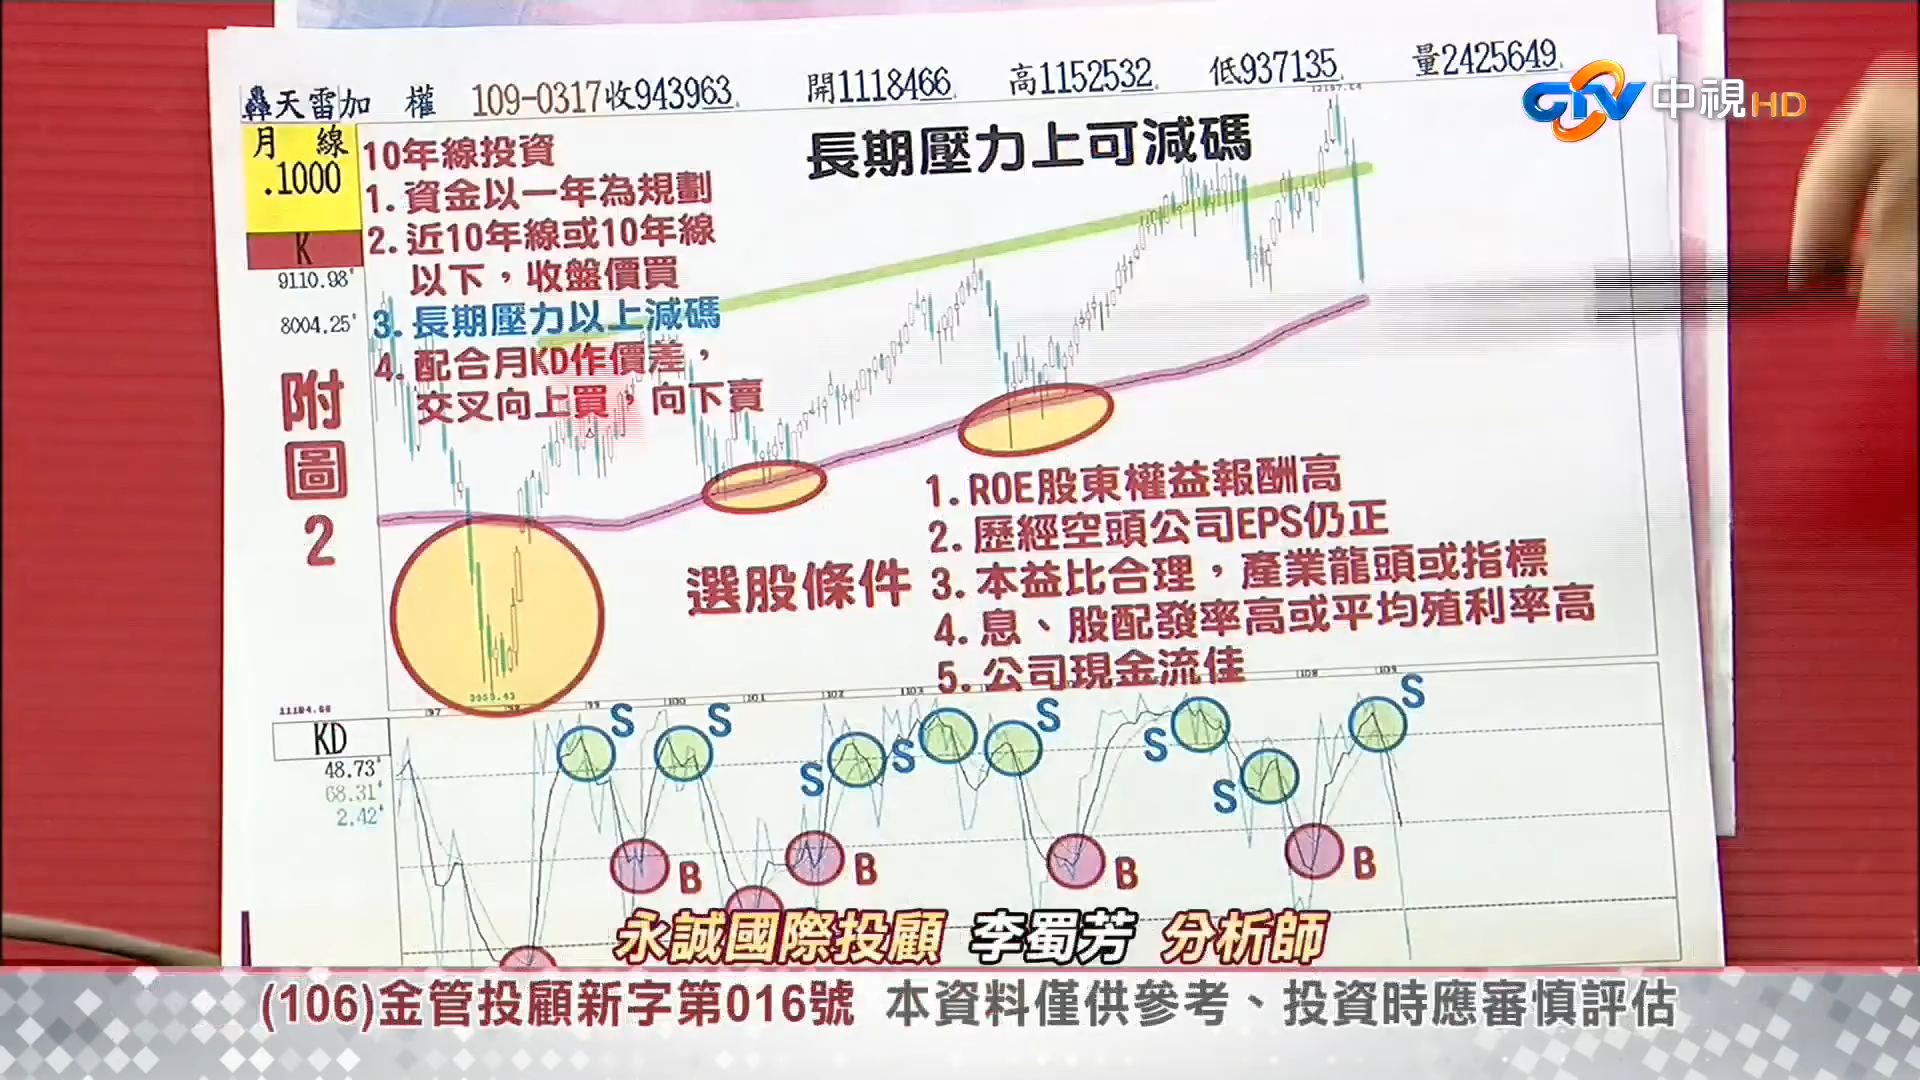 轟天雷加 權 109-0317收943963 開1118466 高1152532 低937135 量2425649
CTV 中視HD
月 線
.1000
K
9110.98
8004.25
附
圖
2
長期壓力上可減碼
10年線投資
1. 資金以一年為規劃
2. 近10年線或10年線
以下，收盤價買
3. 長期壓力以上減碼
4. 配合月KD作價差，
交叉向上買，向下賣
選股條件
1. ROE股東權益報酬高
2. 歷經空頭公司EPS仍正
3. 本益比合理，產業龍頭或指標
4. 息、股配發率高或平均殖利率高
5. 公司現金流佳
97 99 100 101 102 103 108 109
KD
48.73
68.31
2.42
S S S S S S S S
B B B B
永誠國際投顧 李蜀芳 分析師
(106)金管投顧新字第016號 本資料僅供參考、投資時應審慎評估